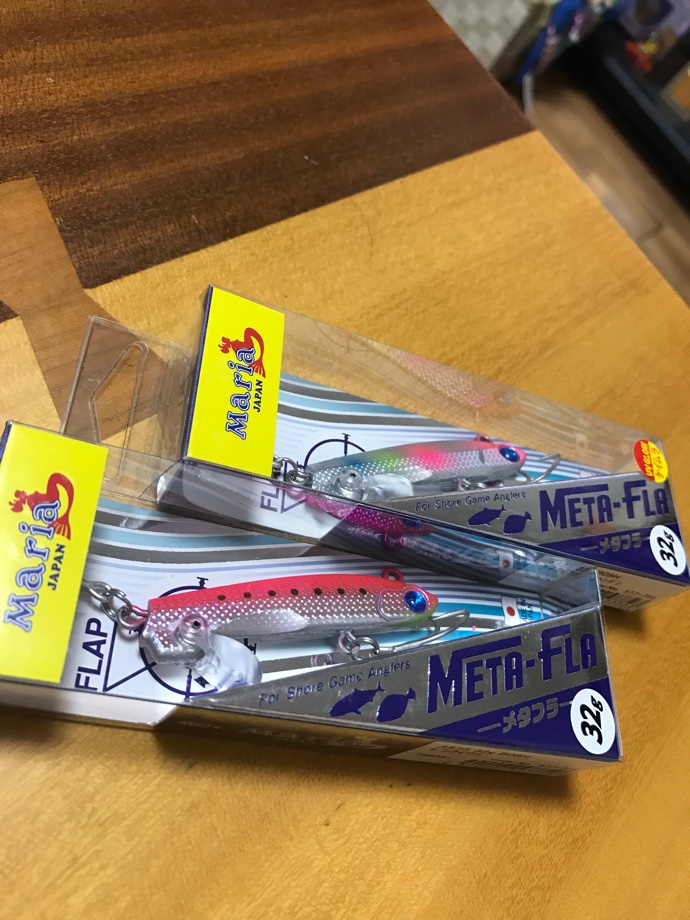 Maria
JAPAN
For Shore Game Anglers
META-FLA
メタフラ
32g
Maria
JAPAN
FLAP
For Shore Game Anglers
META-FLA
メタフラ
32g